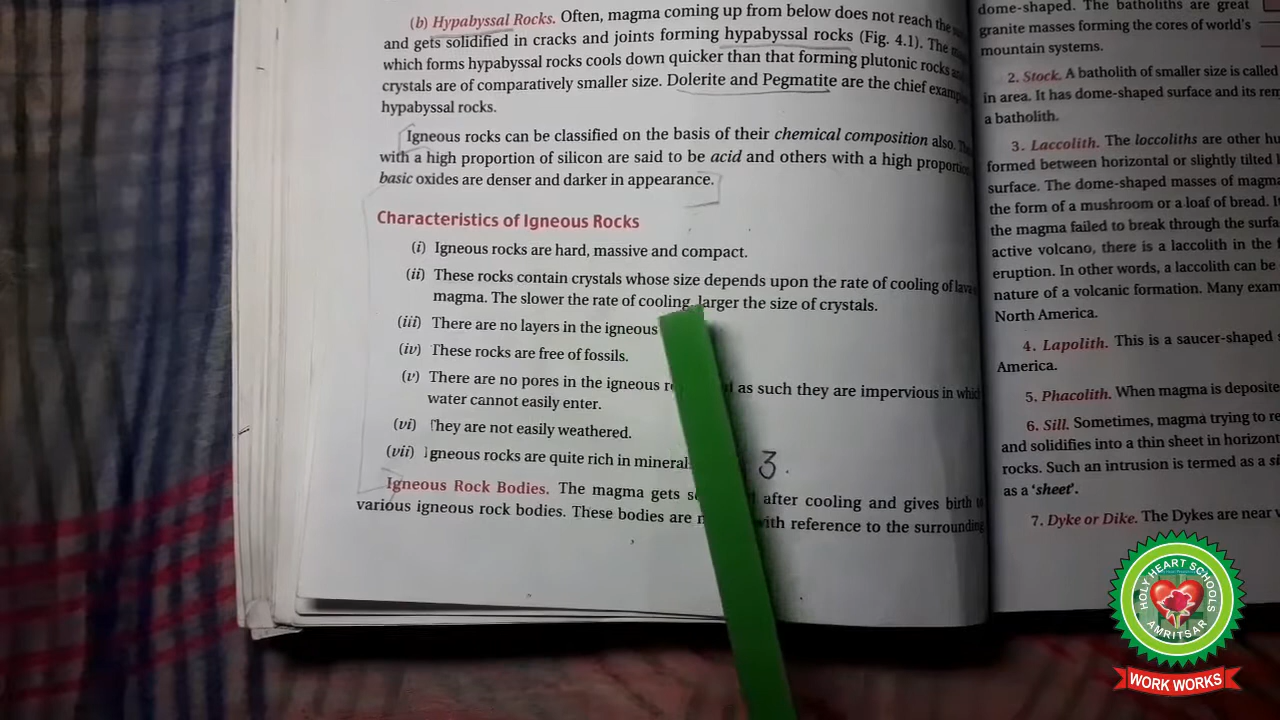 (b) Hypabyssal Rocks. Often, magma coming up from below does not reach the
and gets solidified in cracks and joints forming hypabyssal rocks (Fig. 4.1). The
which forms hypabyssal rocks cools down quicker than that forming plutonic rocks
crystals are of comparatively smaller size. Dolerite and Pegmatite are the chief
hypabyssal rocks.
Igneous rocks can be classified on the basis of their chemical composition also.
with a high proportion of silicon are said to be acid and others with a high
basic oxides are denser and darker in appearance.
Characteristics of Igneous Rocks
(i) Igneous rocks are hard, massive and compact.
(ii) These rocks contain crystals whose size depends upon the rate of cooling of lava
magma. The slower the rate of cooling, larger the size of crystals.
(iii) There are no layers in the igneous
(iv) These rocks are free of fossils.
(v) There are no pores in the igneous as such they are impervious in which
water cannot easily enter.
(vi) They are not easily weathered.
(vii) Igneous rocks are quite rich in mineral
3.
Igneous Rock Bodies. The magma gets after cooling and gives birth to
various igneous rock bodies. These bodies are with reference to the surrounding
dome-shaped. The batholiths are great
granite masses forming the cores of world's
mountain systems.
2. Stock. A batholith of smaller size is called
in area. It has dome-shaped surface and its
a batholith.
3. Laccolith. The loccoliths are other
formed between horizontal or slightly tilted
surface. The dome-shaped masses of magma
the form of a mushroom or a loaf of bread.
the magma failed to break through the
active volcano, there is a laccolith in the
eruption. In other words, a laccolith can be
nature of a volcanic formation. Many
North America.
4. Lapolith. This is a saucer-shaped
America.
5. Phacolith. When magma is
6. Sill. Sometimes, magma trying to
and solidifies into a thin sheet in
rocks. Such an intrusion is termed as a
as a 'sheet'.
7. Dyke or Dike. The Dykes are near
HOLY HEART SCHOOLS
AMRITSAR
WORK WORKS